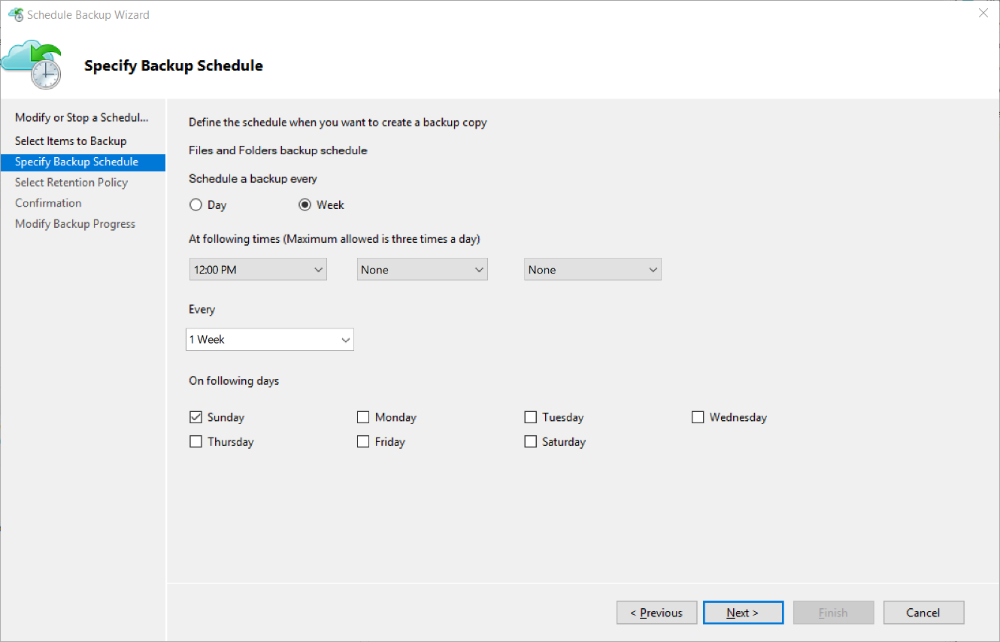 Schedule Backup Wizard
Specify Backup Schedule
Modify or Stop a Schedul...
Select Items to Backup
Specify Backup Schedule
Select Retention Policy
Confirmation
Modify Backup Progress
Define the schedule when you want to create a backup copy
Files and Folders backup schedule
Schedule a backup every
Day Week
At following times (Maximum allowed is three times a day)
12:00 PM None None
Every
1 Week
On following days
Sunday Monday Tuesday Wednesday
Thursday Friday Saturday
< Previous Next > Finish Cancel